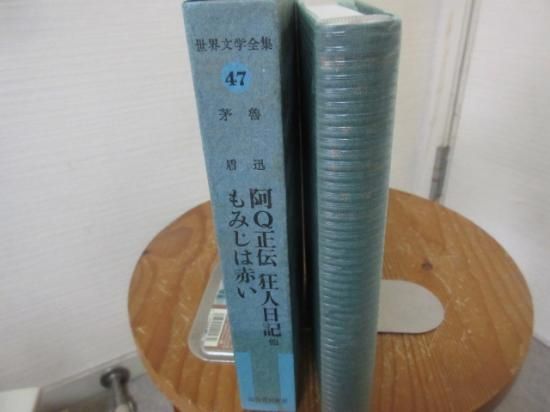 世界文学全集
47
魯迅
茅盾
阿Q正伝 狂人日記 他
もみじは赤い